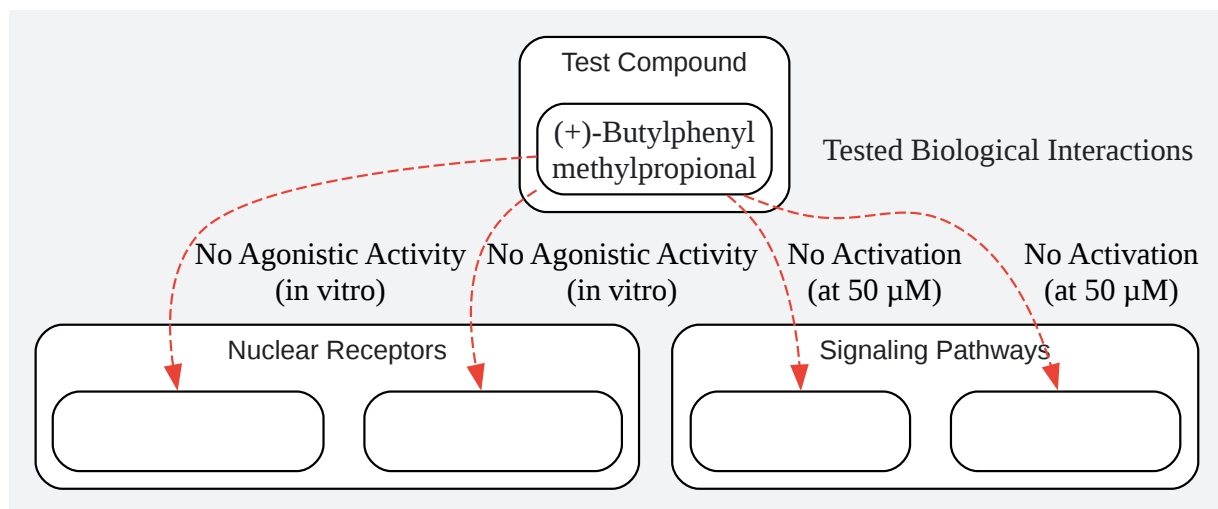 Test Compound
(+)-Butylphenyl
methylpropional
Tested Biological Interactions
No Agonistic Activity
(in vitro)
No Agonistic Activity
(in vitro)
No Activation
(at 50 µM)
No Activation
(at 50 µM)
Nuclear Receptors
Signaling Pathways